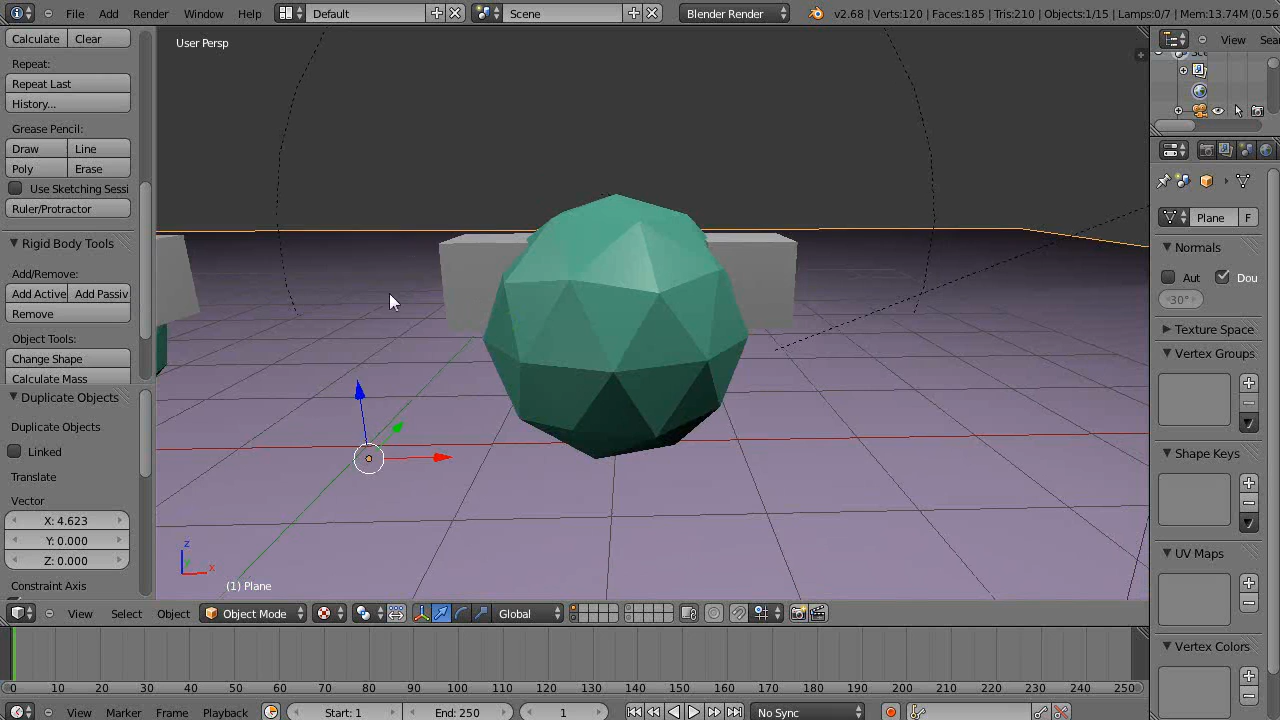 File Add Render Window Help Default Scene Blender Render v2.68 | Verts:120 | Faces:185 | Tris:210 | Objects:1/15 | Lamps:0/7 | Mem:13.74M (0.56
Calculate Clear
User Persp
View
Repeat:
Repeat Last
History...
Grease Pencil:
Draw Line
Poly Erase
Use Sketching Sessi
Ruler/Protractor
Plane F
Rigid Body Tools
Normals
Add/Remove:
Aut Dou
Add Active Add Passiv
30°
Remove
Texture Space
Object Tools:
Change Shape
Vertex Groups
Calculate Mass
Duplicate Objects
Duplicate Objects
Linked
Shape Keys
Translate
Vector
X: 4.623
Y: 0.000
Z: 0.000
z
x
UV Maps
Constraint Axis
(1) Plane
View Select Object Object Mode Global
Vertex Colors
0 10 20 30 40 50 60 70 80 90 100 110 120 130 140 150 160 170 180 190 200 210 220 230 240 250
View Marker Frame Playback Start: 1 End: 250 1 No Sync